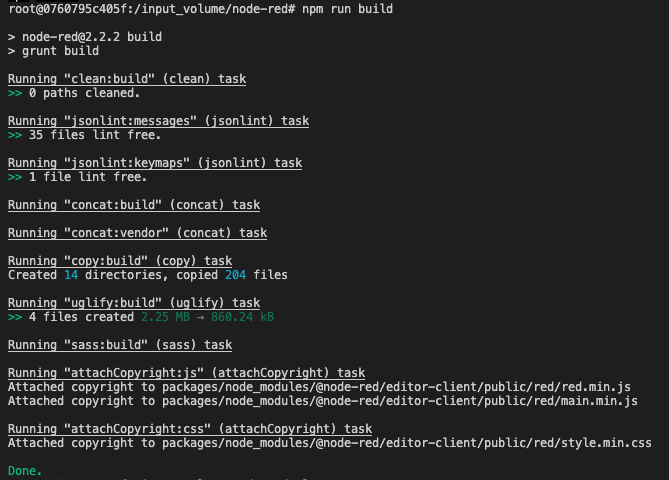 root@0760795c405f:/input_volume/node-red# npm run build
> node-red@2.2.2 build
> grunt build
Running "clean:build" (clean) task
>> 0 paths cleaned.
Running "jsonlint:messages" (jsonlint) task
>> 35 files lint free.
Running "jsonlint:keymaps" (jsonlint) task
>> 1 file lint free.
Running "concat:build" (concat) task
Running "concat:vendor" (concat) task
Running "copy:build" (copy) task
Created 14 directories, copied 204 files
Running "uglify:build" (uglify) task
>> 4 files created 2.25 MB → 860.24 kB
Running "sass:build" (sass) task
Running "attachCopyright:js" (attachCopyright) task
Attached copyright to packages/node_modules/@node-red/editor-client/public/red/red.min.js
Attached copyright to packages/node_modules/@node-red/editor-client/public/red/main.min.js
Running "attachCopyright:css" (attachCopyright) task
Attached copyright to packages/node_modules/@node-red/editor-client/public/red/style.min.css
Done.